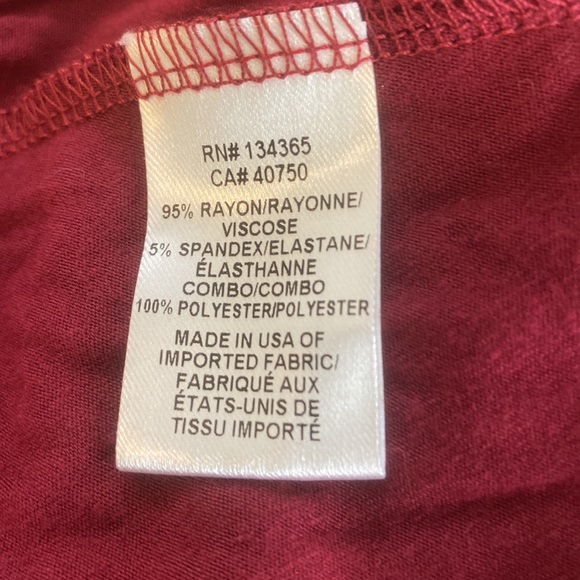 RN# 134365
CA# 40750
95% RAYON/RAYONNE/
VISCOSE
5% SPANDEX/ELASTANE/
ÉLASTHANNE
COMBO/COMBO
100% POLYESTER/POLYESTER
MADE IN USA OF
IMPORTED FABRIC/
FABRIQUÉ AUX
ÉTATS-UNIS DE
TISSU IMPORTÉ